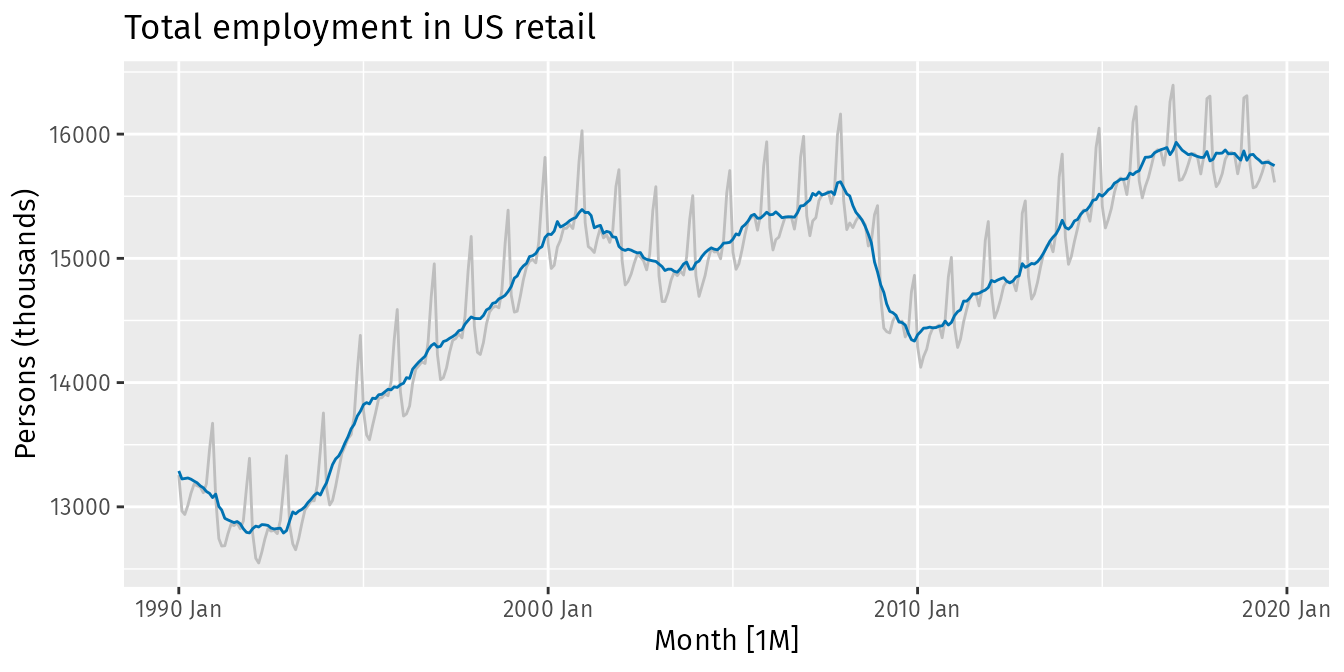 Total employment in US retail
Persons (thousands)
16000
15000
14000
13000
1990 Jan
2000 Jan
2010 Jan
2020 Jan
Month [1M]